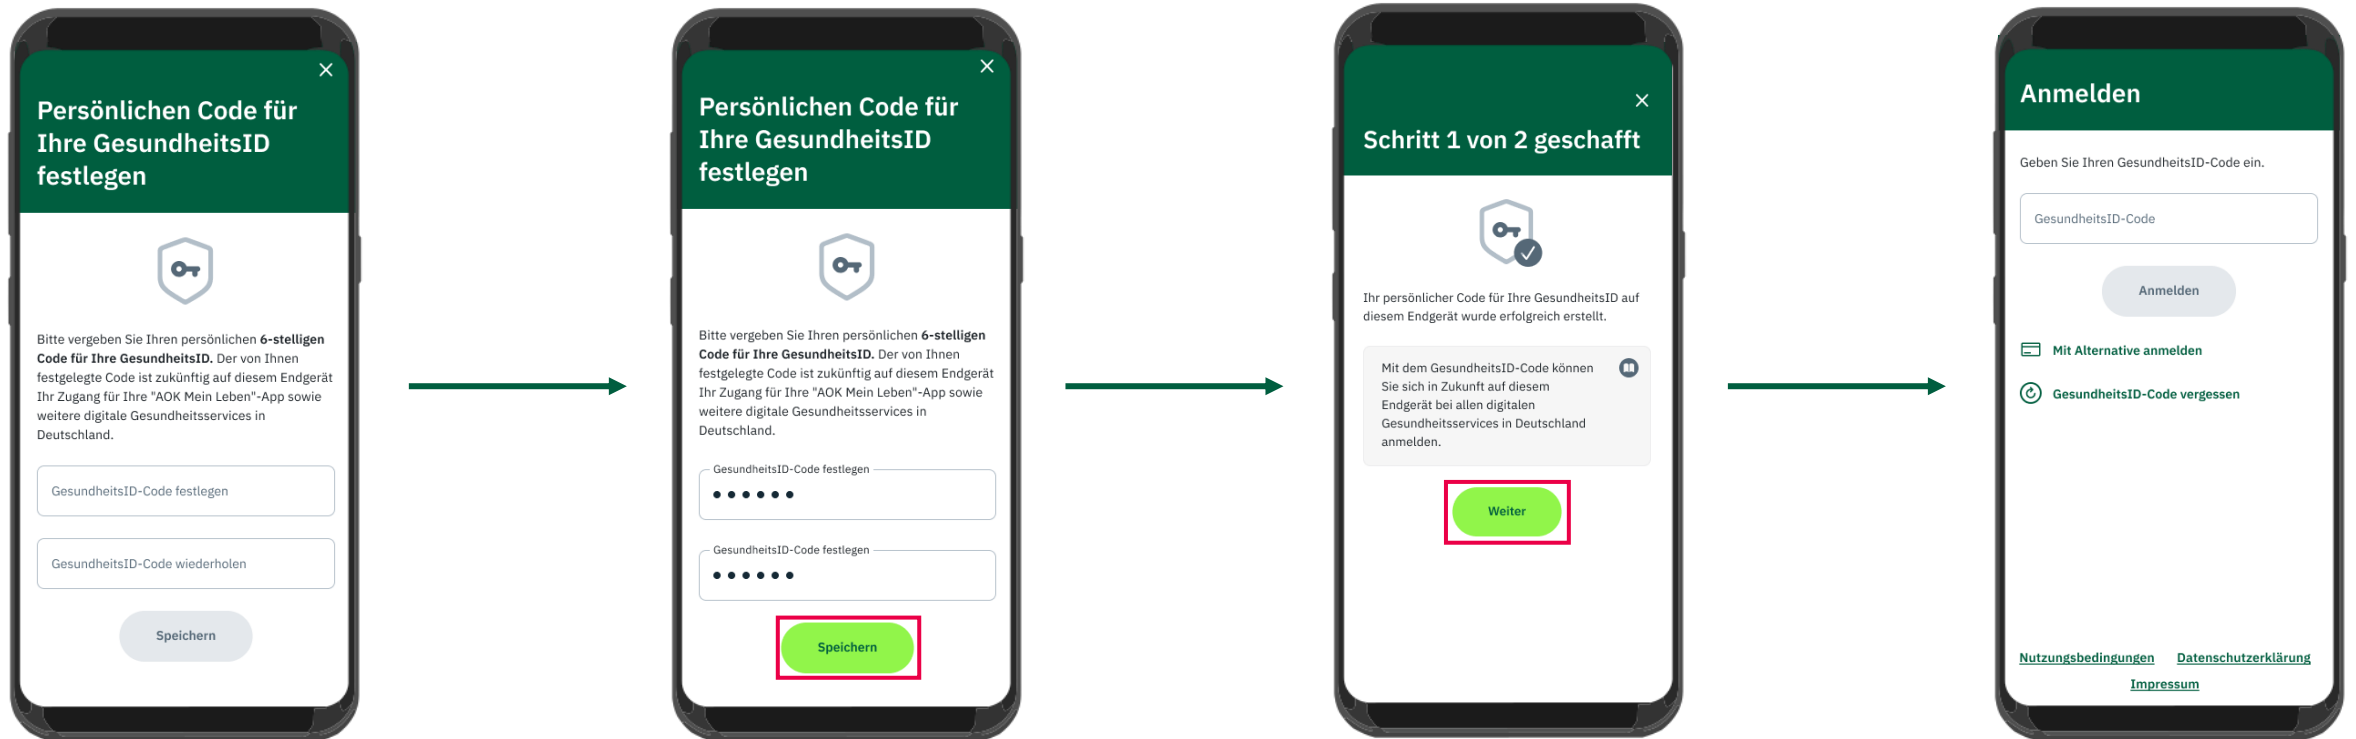 Persönlichen Code für
Ihre GesundheitsID
festlegen
Bitte vergeben Sie Ihren persönlichen 6-stelligen
Code für Ihre GesundheitsID. Der von Ihnen
festgelegte Code ist zukünftig auf diesem Endgerät
Ihr Zugang für Ihre "AOK Mein Leben"-App sowie
weitere digitale Gesundheitsservices in
Deutschland.
GesundheitsID-Code festlegen
GesundheitsID-Code wiederholen
Speichern
Persönlichen Code für
Ihre GesundheitsID
festlegen
Bitte vergeben Sie Ihren persönlichen 6-stelligen
Code für Ihre GesundheitsID. Der von Ihnen
festgelegte Code ist zukünftig auf diesem Endgerät
Ihr Zugang für Ihre "AOK Mein Leben"-App sowie
weitere digitale Gesundheitsservices in
Deutschland.
GesundheitsID-Code festlegen
GesundheitsID-Code festlegen
Speichern
Schritt 1 von 2 geschafft
Ihr persönlicher Code für Ihre GesundheitsID auf
diesem Endgerät wurde erfolgreich erstellt.
Mit dem GesundheitsID-Code können
Sie sich in Zukunft auf diesem
Endgerät bei allen digitalen
Gesundheitsservices in Deutschland
anmelden.
Weiter
Anmelden
Geben Sie Ihren GesundheitsID-Code ein.
GesundheitsID-Code
Anmelden
Mit Alternative anmelden
GesundheitsID-Code vergessen
Nutzungsbedingungen Datenschutzerklärung
Impressum